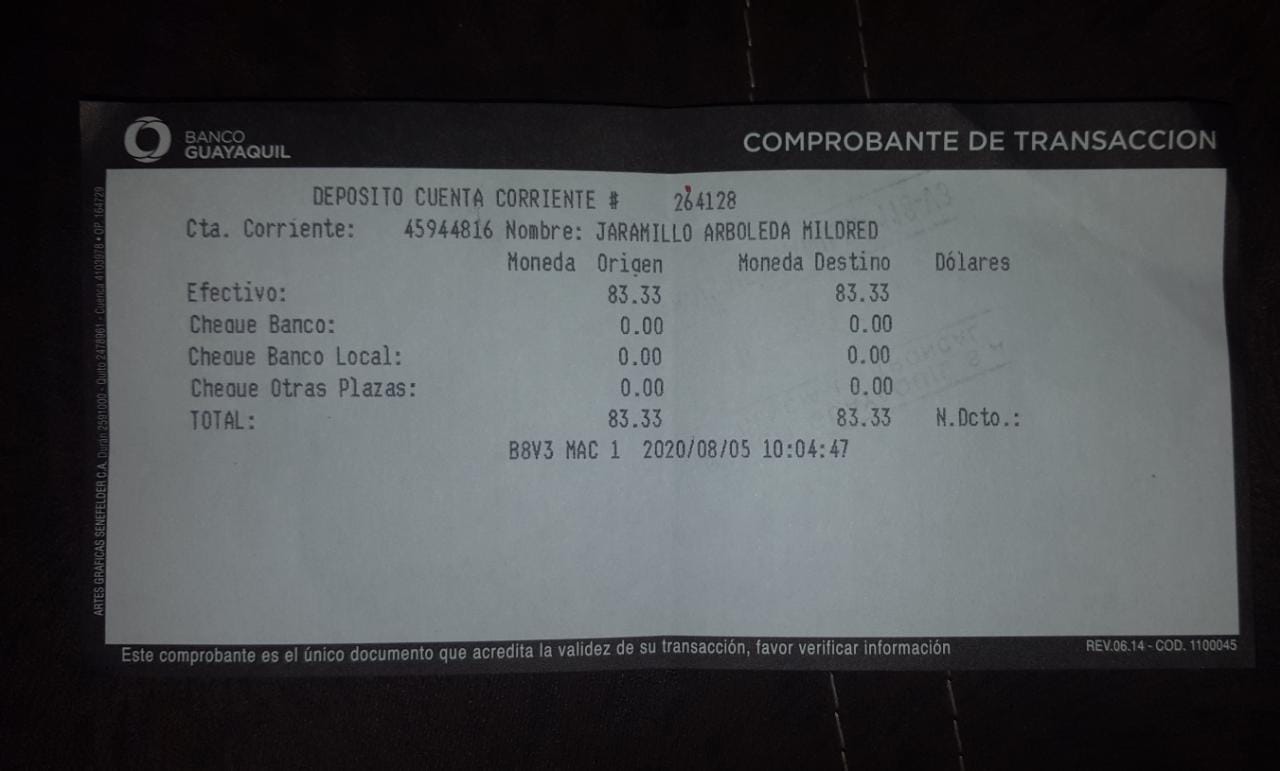 BANCO
GUAYAQUIL
COMPROBANTE DE TRANSACCION
DEPOSITO CUENTA CORRIENTE # 264128
Cta. Corriente: 45944816 Nombre: JARAMILLO ARBOLEDA MILDRED
Moneda Origen Moneda Destino Dólares
Efectivo: 83.33 83.33
Cheque Banco: 0.00 0.00
Cheque Banco Local: 0.00 0.00
Cheque Otras Plazas: 0.00 0.00
TOTAL: 83.33 83.33 N.Dcto.:
B8V3 MAC 1 2020/08/05 10:04:47
Este comprobante es el único documento que acredita la validez de su transacción, favor verificar información
REV.06.14 - COD. 1100045
ARTES GRAFICAS SENEFELDER C.A. Durán 2591000 - Quito 2478961 - Cuenca 4103978 • OP. 164729